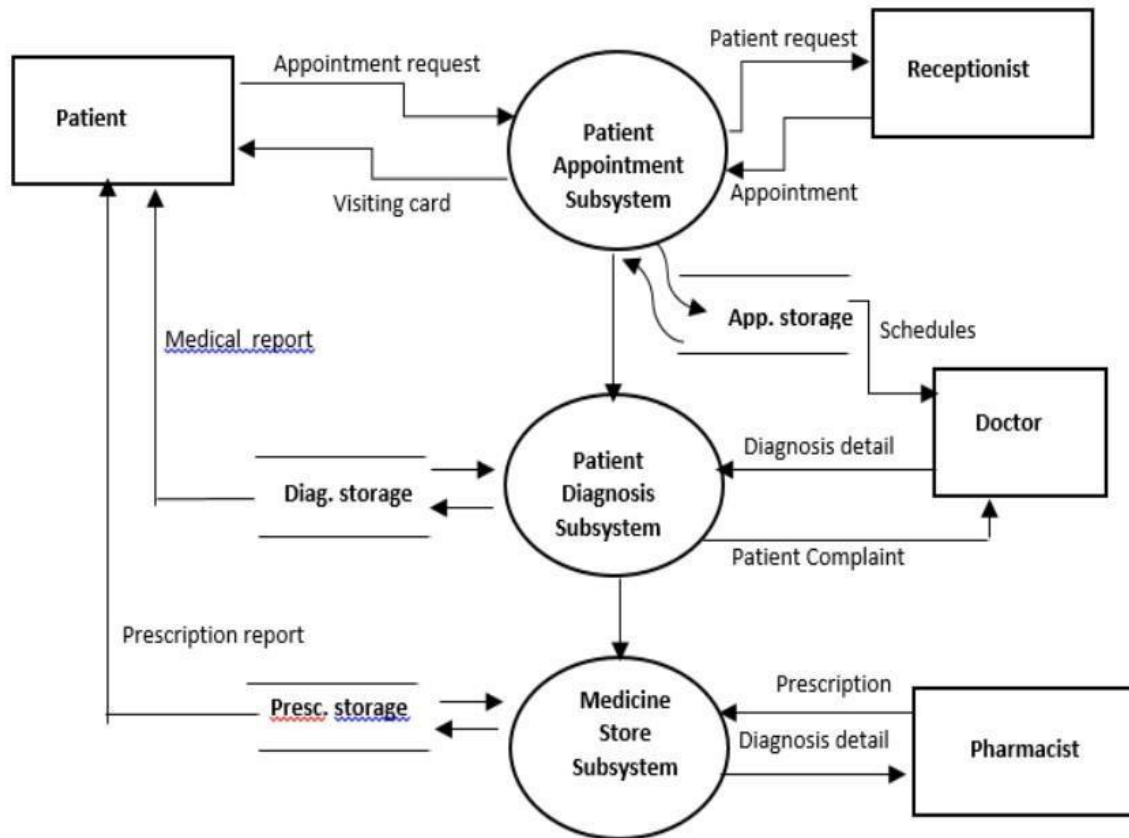 Patient request
Receptionist
Appointment request
Patient
Patient
Appointment
Subsystem
Appointment
Visiting card
App. storage
Schedules
Medical  report
Doctor
Diagnosis detail
Patient
Diagnosis
Subsystem
Diag. storage
Patient Complaint
Prescription report
Prescription
Medicine
Store
Subsystem
Presc. storage
Diagnosis detail
Pharmacist